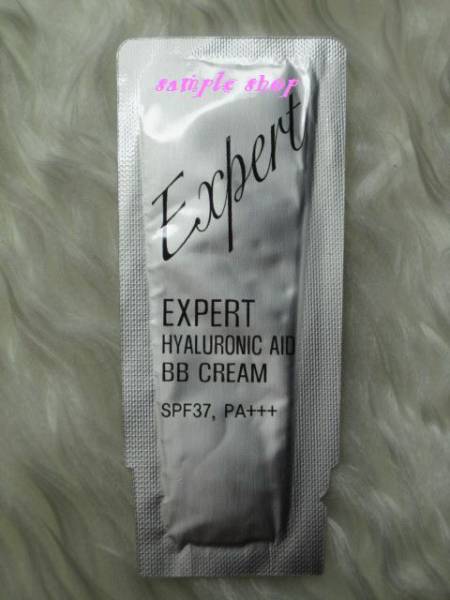 sample shop
Expert
EXPERT
HYALURONIC AID
BB CREAM
SPF37, PA+++